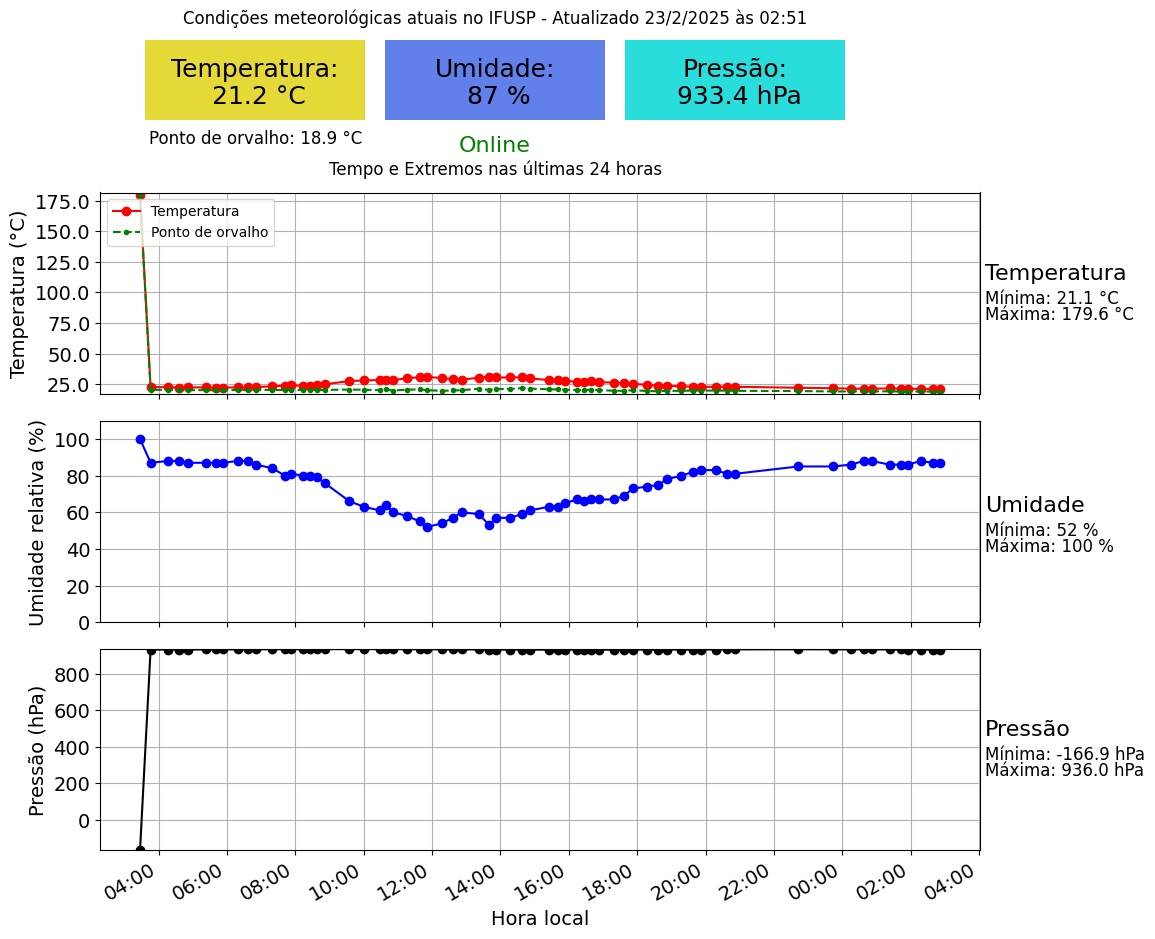 Condições meteorológicas atuais no IFUSP - Atualizado 23/2/2025 às 02:51
Temperatura:
21.2 °C
Umidade:
87 %
Pressão:
933.4 hPa
Ponto de orvalho: 18.9 °C
Online
Tempo e Extremos nas últimas 24 horas
Temperatura (°C)
175.0
150.0
125.0
100.0
75.0
50.0
25.0
Temperatura
Ponto de orvalho
Temperatura
Mínima: 21.1 °C
Máxima: 179.6 °C
Umidade relativa (%)
100
80
60
40
20
0
Umidade
Mínima: 52 %
Máxima: 100 %
Pressão (hPa)
800
600
400
200
0
Pressão
Mínima: -166.9 hPa
Máxima: 936.0 hPa
04:00 06:00 08:00 10:00 12:00 14:00 16:00 18:00 20:00 22:00 00:00 02:00 04:00
Hora local